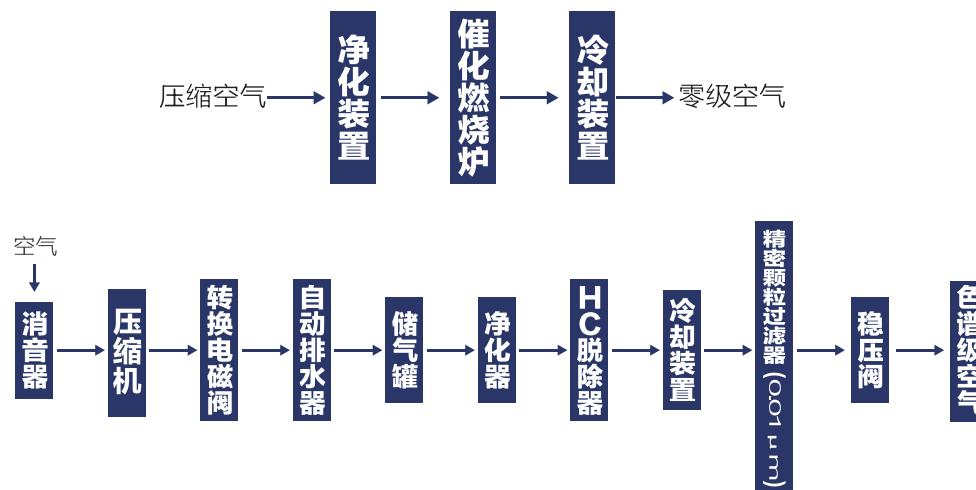 压缩空气
净化装置
催化燃烧炉
冷却装置
零级空气
空气
消音器
压缩机
转换电磁阀
自动排水器
储气罐
净化器
HC脱除器
冷却装置
精密颗粒过滤器(0.01μm)
稳压阀
色谱级空气